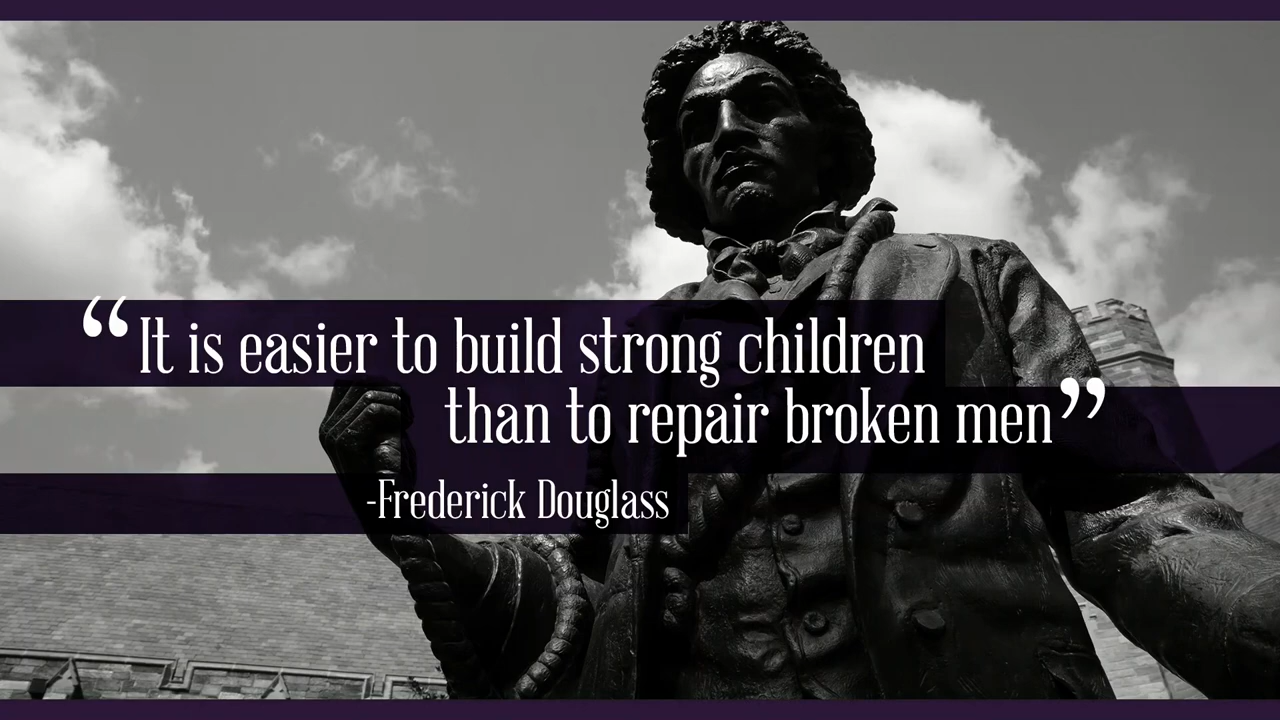 “It is easier to build strong children
than to repair broken men”
-Frederick Douglass